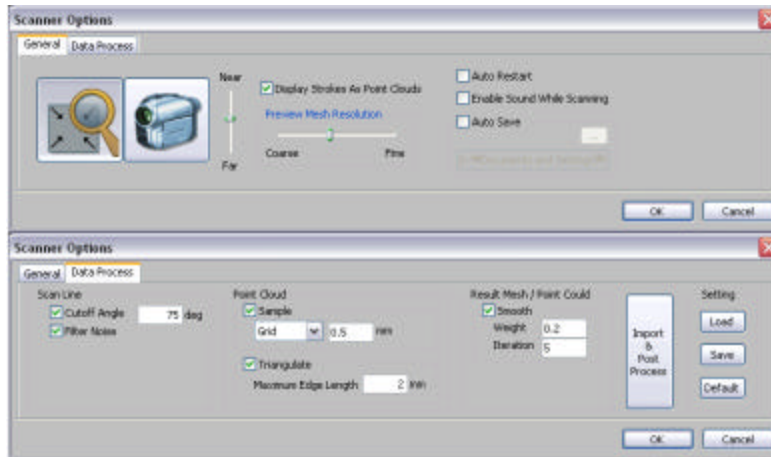 Scanner Options
General Data Process
Near
Far
Display Strokes As Point Clouds
Preview Mesh Resolution
Coarse Fine
Auto Restart
Enable Sound While Scanning
Auto Save
...
OK Cancel
Scanner Options
General Data Process
Scan Line
Cutoff Angle 75 deg
Filter Noise
Point Cloud
Sample
Grid 0.5 mm
Triangulate
Maximum Edge Length 2 mm
Result Mesh / Point Could
Smooth
Weight 0.2
Iteration 5
Import
&
Post
Process
Setting
Load
Save
Default
OK Cancel